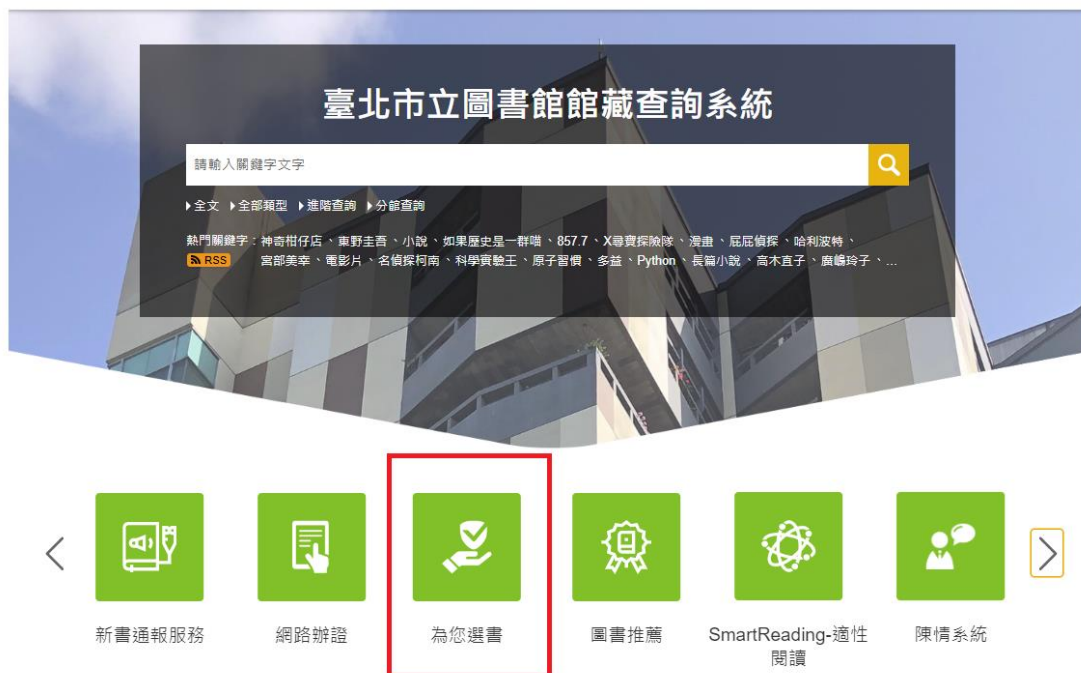 臺北市立圖書館館藏查詢系統
請輸入關鍵字文字
全文 全部類型 進階查詢 分館查詢
熱門關鍵字：神奇柑仔店、東野圭吾、小說、如果歷史是一群喵、857.7、X尋寶探險隊、漫畫、屁屁偵探、哈利波特、
RSS 宮部美幸、電影片、名偵探柯南、科學實驗王、原子習慣、多益、Python、長篇小說、高木直子、廣嶋玲子、...
新書通報服務
網路辦證
為您選書
圖書推薦
SmartReading-適性
閱讀
陳情系統